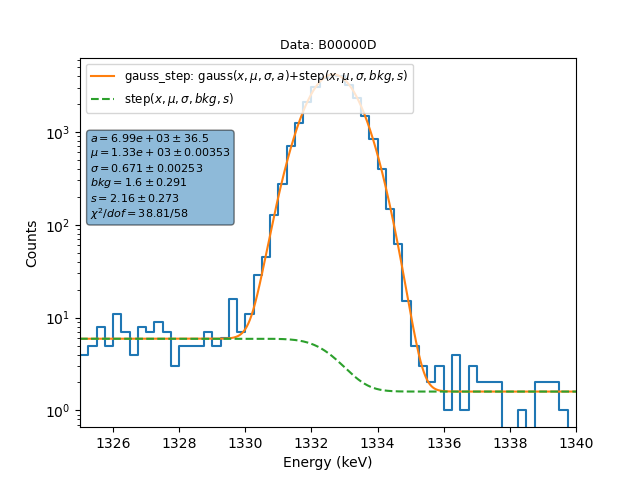 Data: B00000D
gauss_step: gauss(x, μ, σ, a)+step(x, μ, σ, bkg, s)
step(x, μ, σ, bkg, s)
a = 6.99e + 03 ± 36.5
μ = 1.33e + 03 ± 0.00353
σ = 0.671 ± 0.00253
bkg = 1.6 ± 0.291
s = 2.16 ± 0.273
χ²/dof = 38.81/58
Counts
10³
10²
10¹
10⁰
1326 1328 1330 1332 1334 1336 1338 1340
Energy (keV)